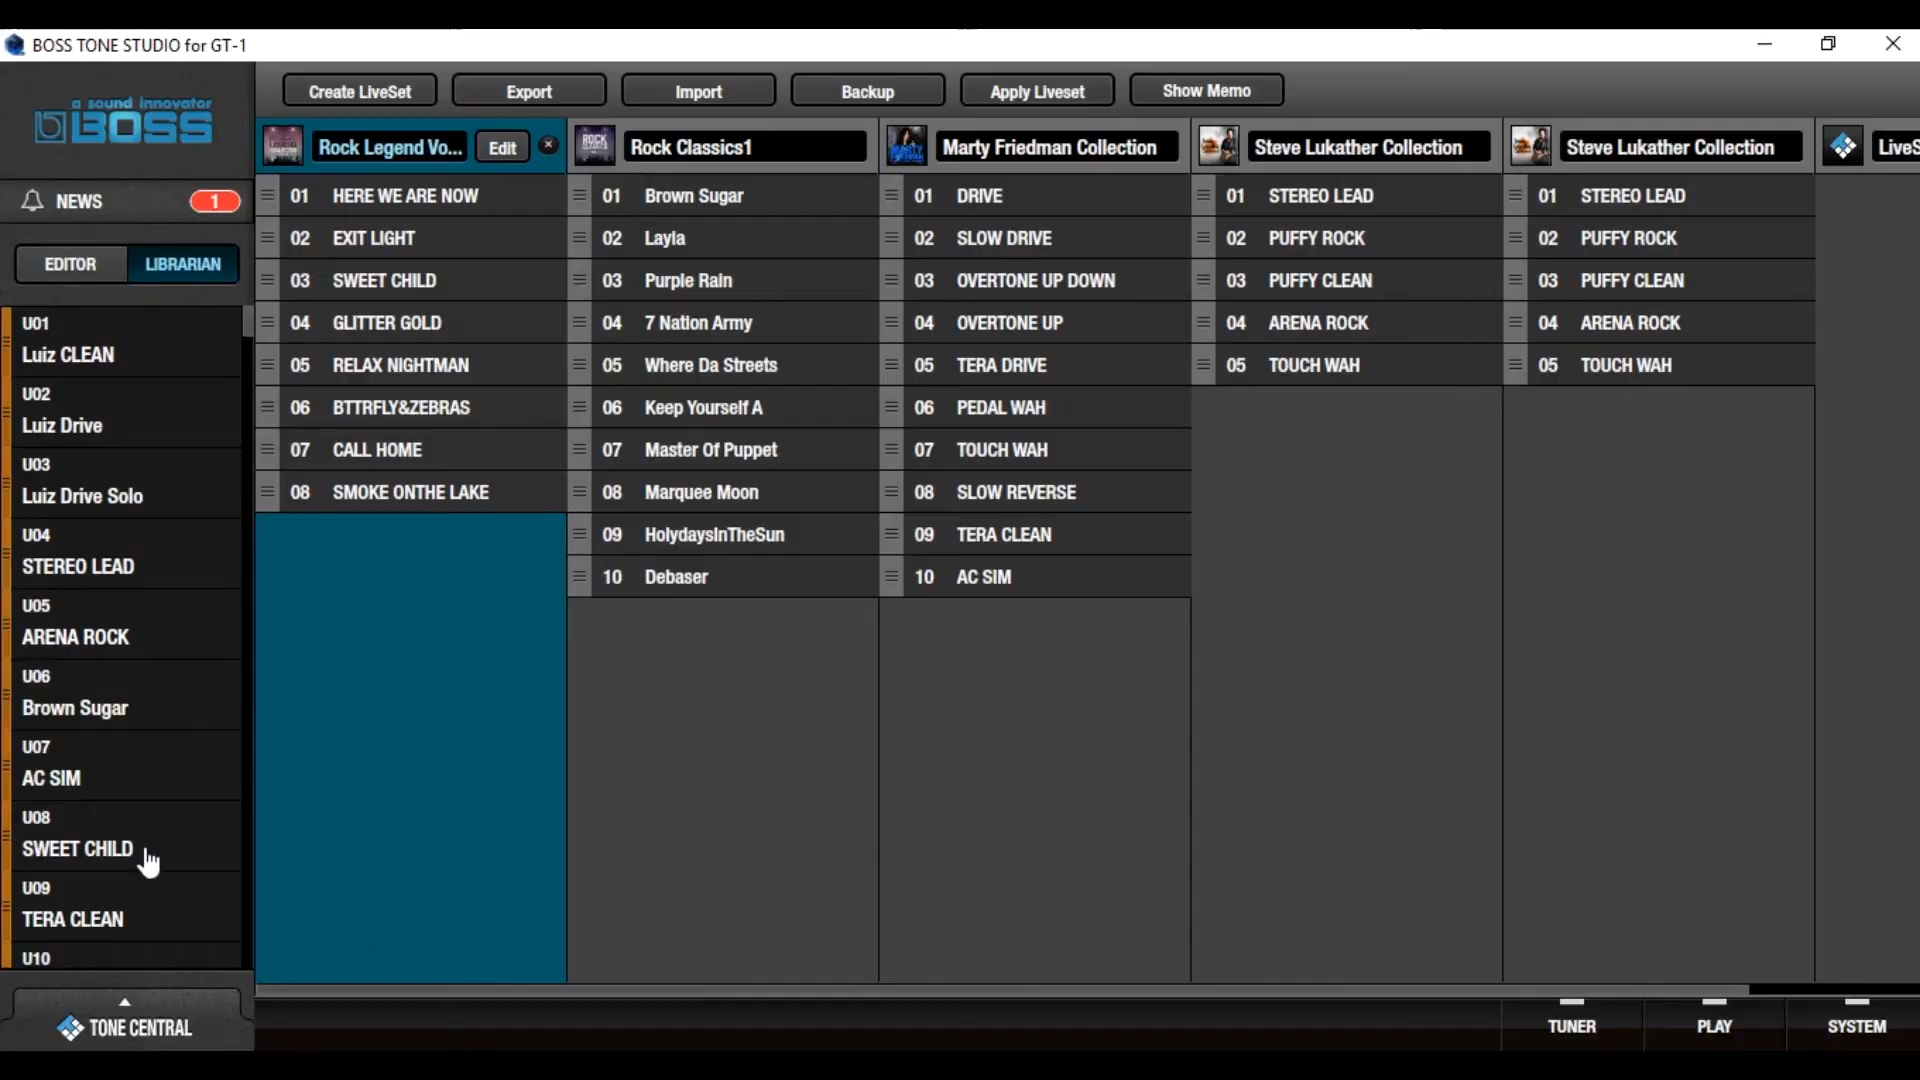 BOSS TONE STUDIO for GT-1
a sound innovator
BOSS
Create LiveSet
Export
Import
Backup
Apply Liveset
Show Memo
NEWS
1
EDITOR
LIBRARIAN
U01
Luiz CLEAN
U02
Luiz Drive
U03
Luiz Drive Solo
U04
STEREO LEAD
U05
ARENA ROCK
U06
Brown Sugar
U07
AC SIM
U08
SWEET CHILD
U09
TERA CLEAN
U10
TONE CENTRAL
Rock Legend Vo...
Edit
01 HERE WE ARE NOW
02 EXIT LIGHT
03 SWEET CHILD
04 GLITTER GOLD
05 RELAX NIGHTMAN
06 BTTRFLY&ZEBRAS
07 CALL HOME
08 SMOKE ONTHE LAKE
ROCK
Rock Classics1
01 Brown Sugar
02 Layla
03 Purple Rain
04 7 Nation Army
05 Where Da Streets
06 Keep Yourself A
07 Master Of Puppet
08 Marquee Moon
09 HolydaysInTheSun
10 Debaser
Marty Friedman Collection
01 DRIVE
02 SLOW DRIVE
03 OVERTONE UP DOWN
04 OVERTONE UP
05 TERA DRIVE
06 PEDAL WAH
07 TOUCH WAH
08 SLOW REVERSE
09 TERA CLEAN
10 AC SIM
Steve Lukather Collection
01 STEREO LEAD
02 PUFFY ROCK
03 PUFFY CLEAN
04 ARENA ROCK
05 TOUCH WAH
Steve Lukather Collection
01 STEREO LEAD
02 PUFFY ROCK
03 PUFFY CLEAN
04 ARENA ROCK
05 TOUCH WAH
LiveS
TUNER
PLAY
SYSTEM